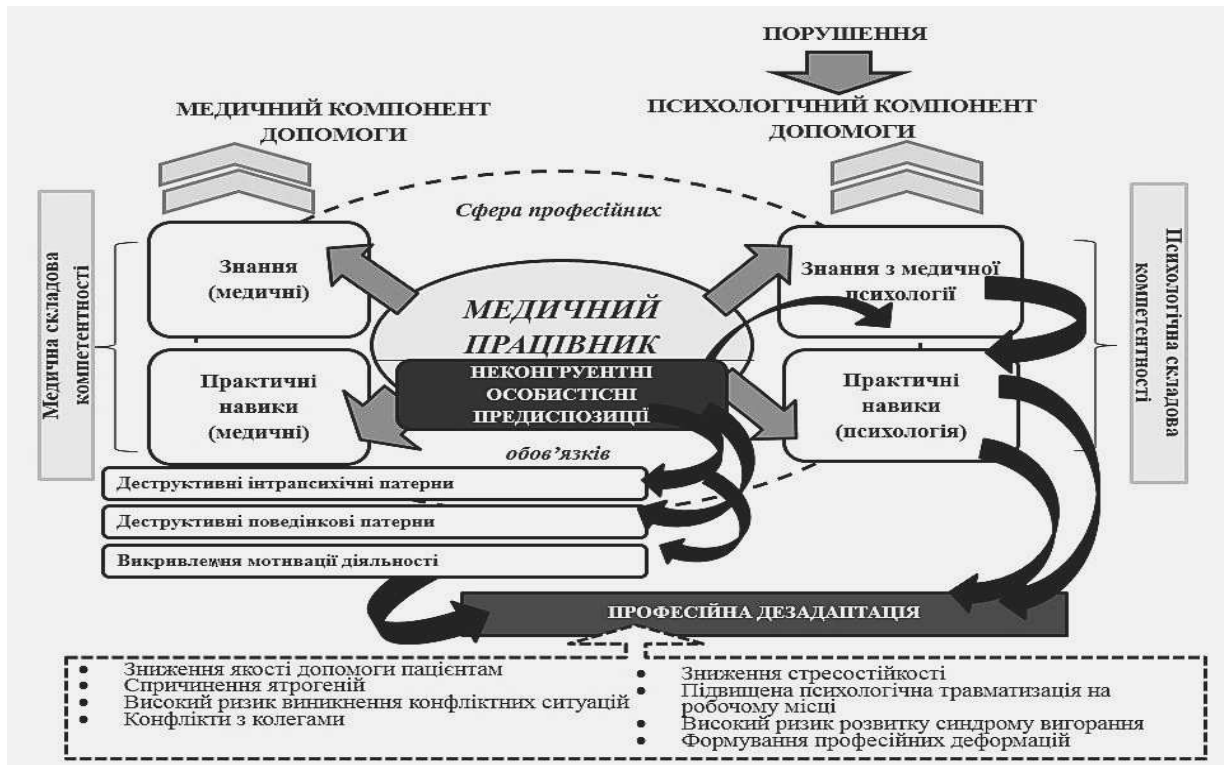 ПОРУШЕННЯ
МЕДИЧНИЙ КОМПОНЕНТ
ДОПОМОГИ
ПСИХОЛОГІЧНИЙ КОМПОНЕНТ
ДОПОМОГИ
Медична складова
компетентності
Сфера професійних
Знання
(медичні)
Знання з медичної
психології
МЕДИЧНИЙ
ПРАЦІВНИК
НЕКОНГРУЕНТНІ
ОСОБИСТІСНІ
ПРЕДИСПОЗИЦІЇ
Практичні
навики
(медичні)
Практичні
навики
(психологія)
Психологічна складова
компетентності
обов’язків
Деструктивні інтрапсихічні патерни
Деструктивні поведінкові патерни
Викривлення мотивації діяльності
ПРОФЕСІЙНА ДЕЗАДАПТАЦІЯ
• Зниження якості допомоги пацієнтам
• Спричинення ятрогеній
• Високий ризик виникнення конфліктних ситуацій
• Конфлікти з колегами
• Зниження стресостійкості
• Підвищена психологічна травматизація на
робочому місці
• Високий ризик розвитку синдрому вигорання
• Формування професійних деформацій